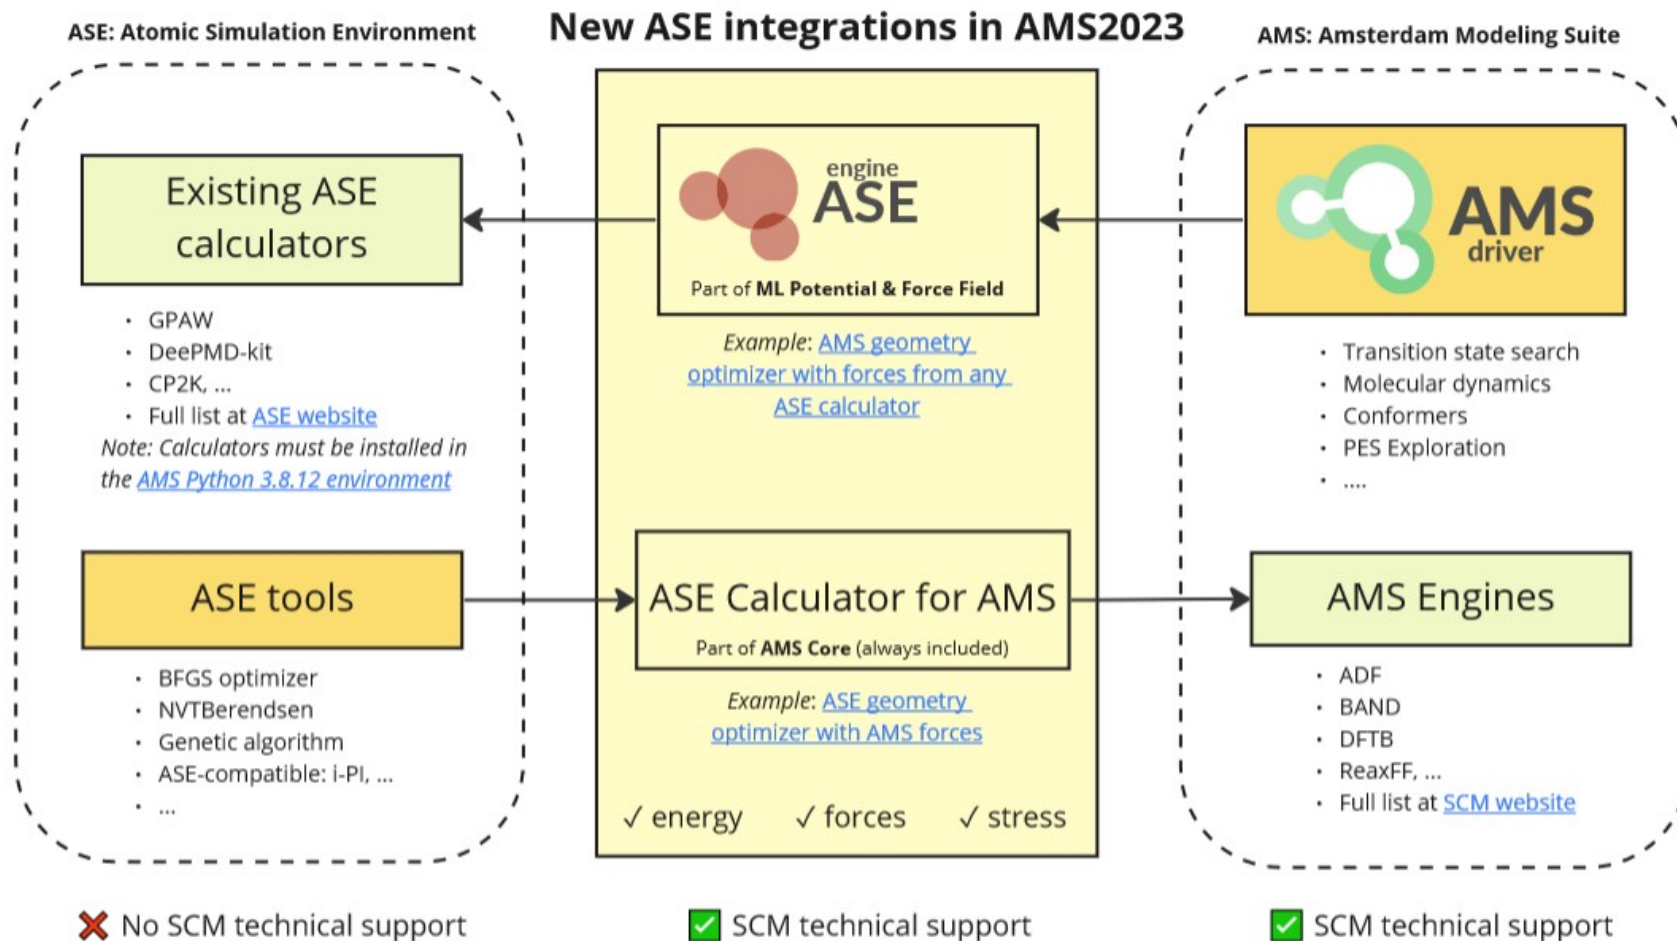 New ASE integrations in AMS2023
ASE: Atomic Simulation Environment
Existing ASE
calculators
· GPAW
· DeePMD-kit
· CP2K, ...
· Full list at ASE website
Note: Calculators must be installed in
the AMS Python 3.8.12 environment
ASE tools
· BFGS optimizer
· NVTBerendsen
· Genetic algorithm
· ASE-compatible: i-PI, ...
· ...
❌ No SCM technical support
engine
ASE
Part of ML Potential & Force Field
Example: AMS geometry
optimizer with forces from any
ASE calculator
ASE Calculator for AMS
Part of AMS Core (always included)
Example: ASE geometry
optimizer with AMS forces
✓ energy ✓ forces ✓ stress
✅ SCM technical support
AMS: Amsterdam Modeling Suite
AMS
driver
· Transition state search
· Molecular dynamics
· Conformers
· PES Exploration
· ....
AMS Engines
· ADF
· BAND
· DFTB
· ReaxFF, ...
· Full list at SCM website
✅ SCM technical support